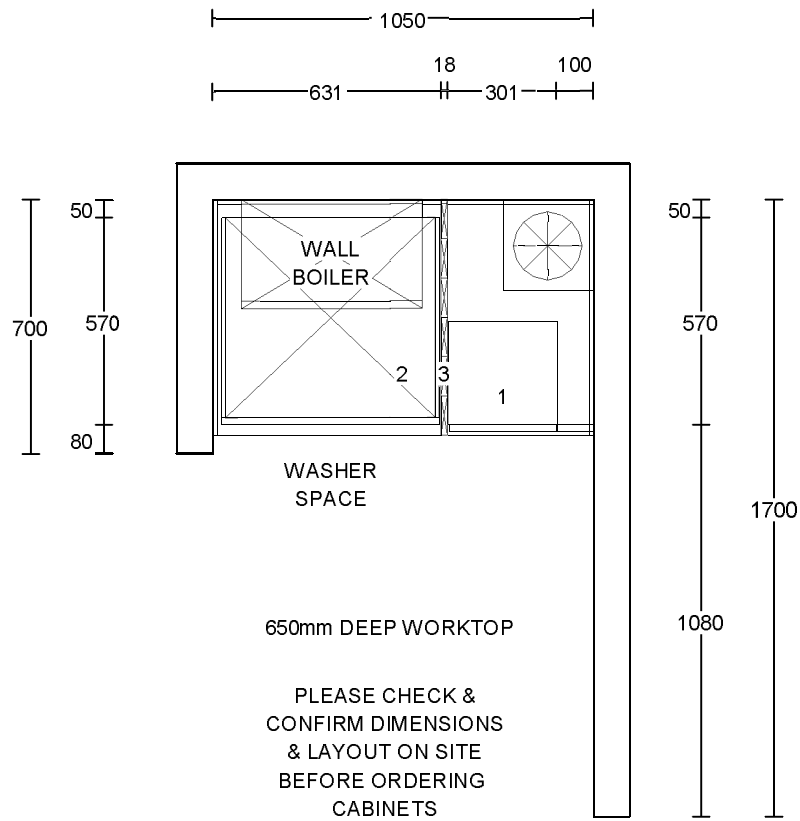 1050
18
100
631
301
50
50
WALL
BOILER
700
570
570
2
3
1
80
WASHER
SPACE
1700
1080
650mm DEEP WORKTOP
PLEASE CHECK &
CONFIRM DIMENSIONS
& LAYOUT ON SITE
BEFORE ORDERING
CABINETS